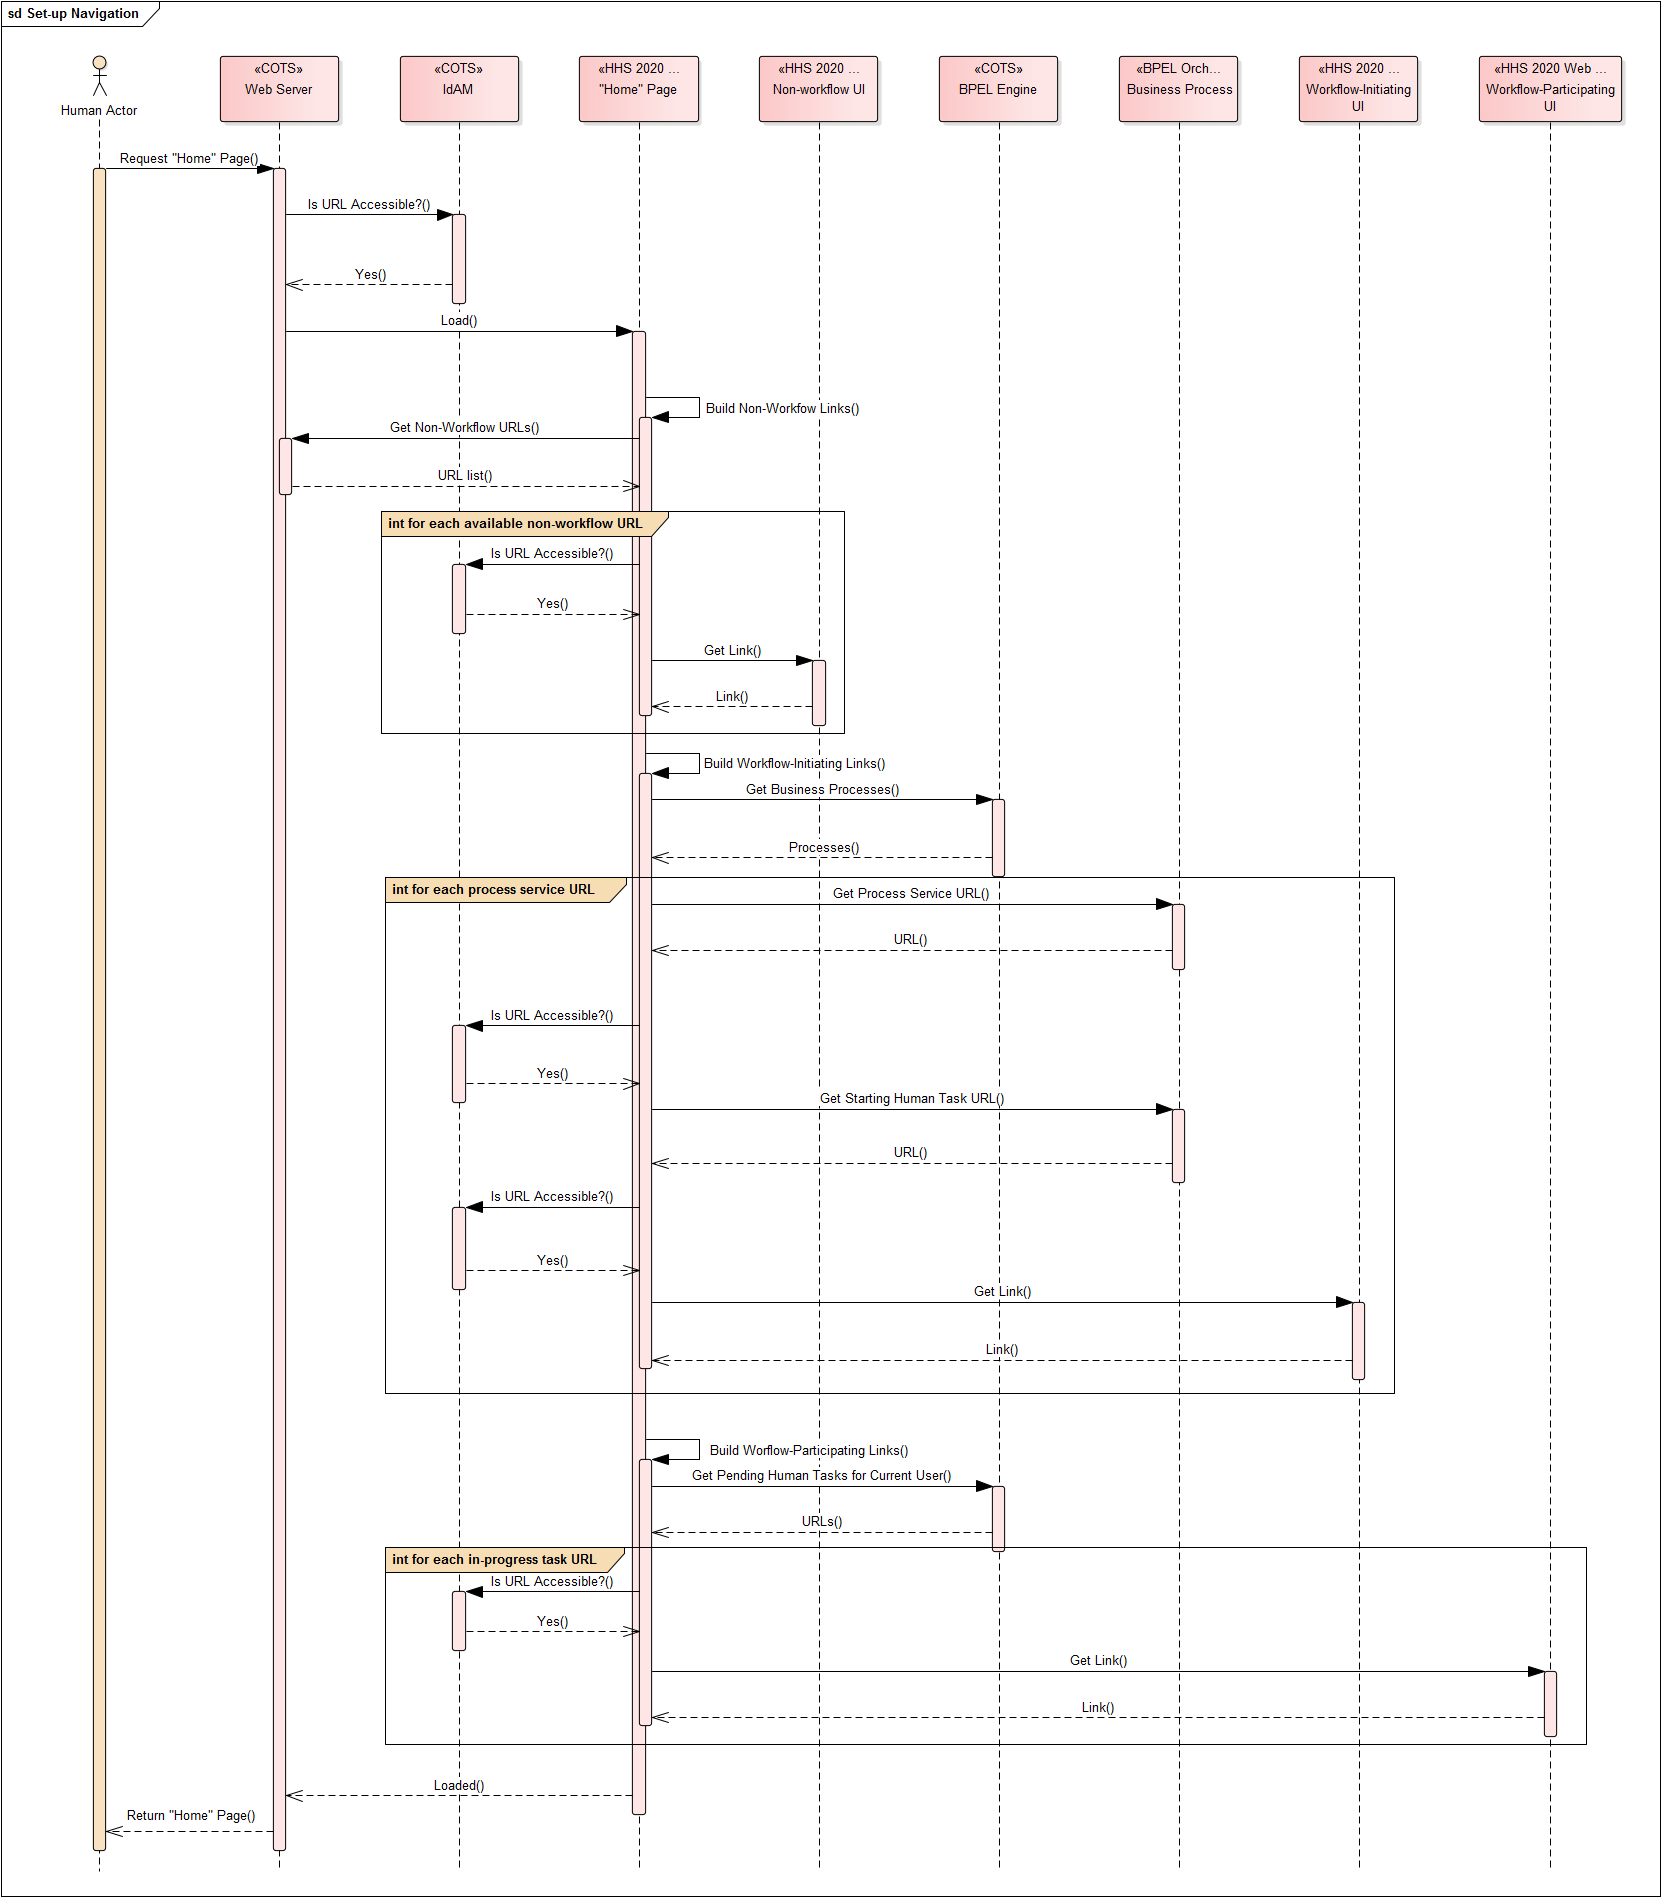 sd Set-up Navigation
Human Actor
«COTS»
Web Server
«COTS»
IdAM
«HHS 2020 ...
"Home" Page
«HHS 2020 ...
Non-workflow UI
«COTS»
BPEL Engine
«BPEL Orch...
Business Process
«HHS 2020 ...
Workflow-Initiating
UI
«HHS 2020 Web ...
Workflow-Participating
UI
Request "Home" Page()
Is URL Accessible?()
Yes()
Load()
Build Non-Workfow Links()
Get Non-Workflow URLs()
URL list()
int for each available non-workflow URL
Is URL Accessible?()
Yes()
Get Link()
Link()
Build Workflow-Initiating Links()
Get Business Processes()
Processes()
int for each process service URL
Get Process Service URL()
URL()
Is URL Accessible?()
Yes()
Get Starting Human Task URL()
URL()
Is URL Accessible?()
Yes()
Get Link()
Link()
Build Worflow-Participating Links()
Get Pending Human Tasks for Current User()
URLs()
int for each in-progress task URL
Is URL Accessible?()
Yes()
Get Link()
Link()
Loaded()
Return "Home" Page()